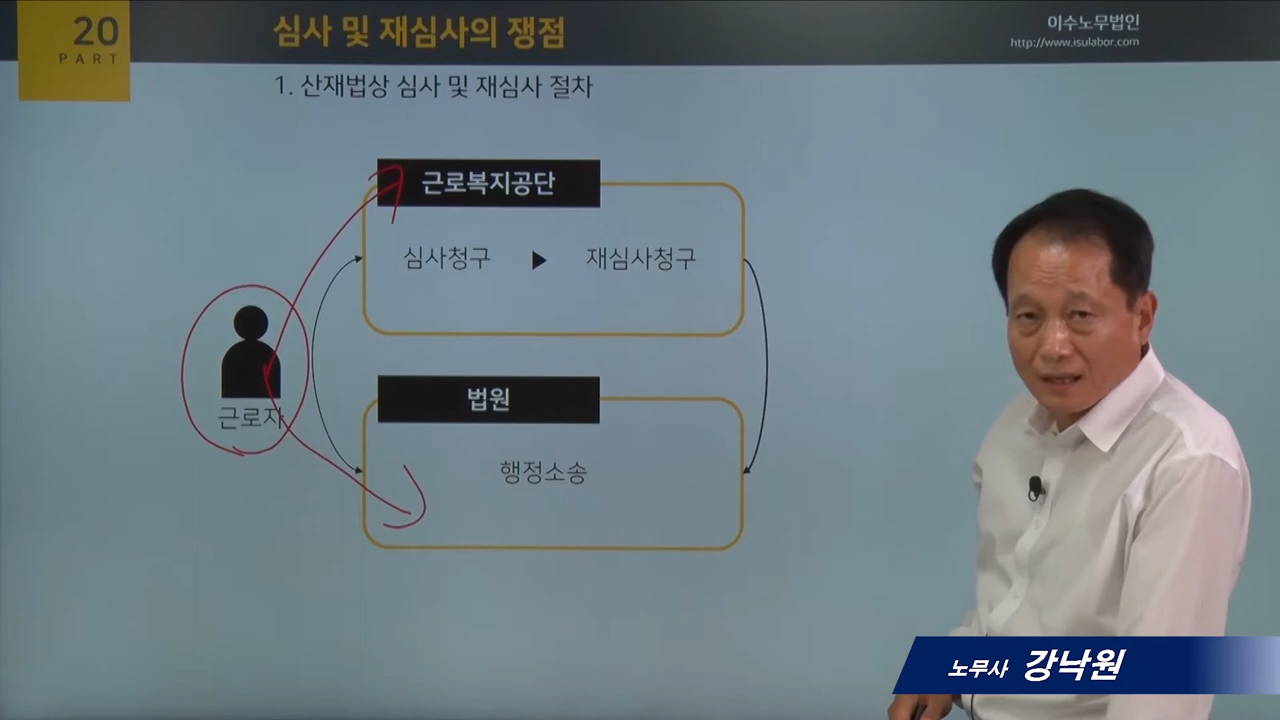 20
PART
심사 및 재심사의 쟁점
이수노무법인
http://www.isulabor.com
1. 산재법상 심사 및 재심사 절차
근로복지공단
심사청구 ▶ 재심사청구
근로자
법원
행정소송
노무사 강낙원